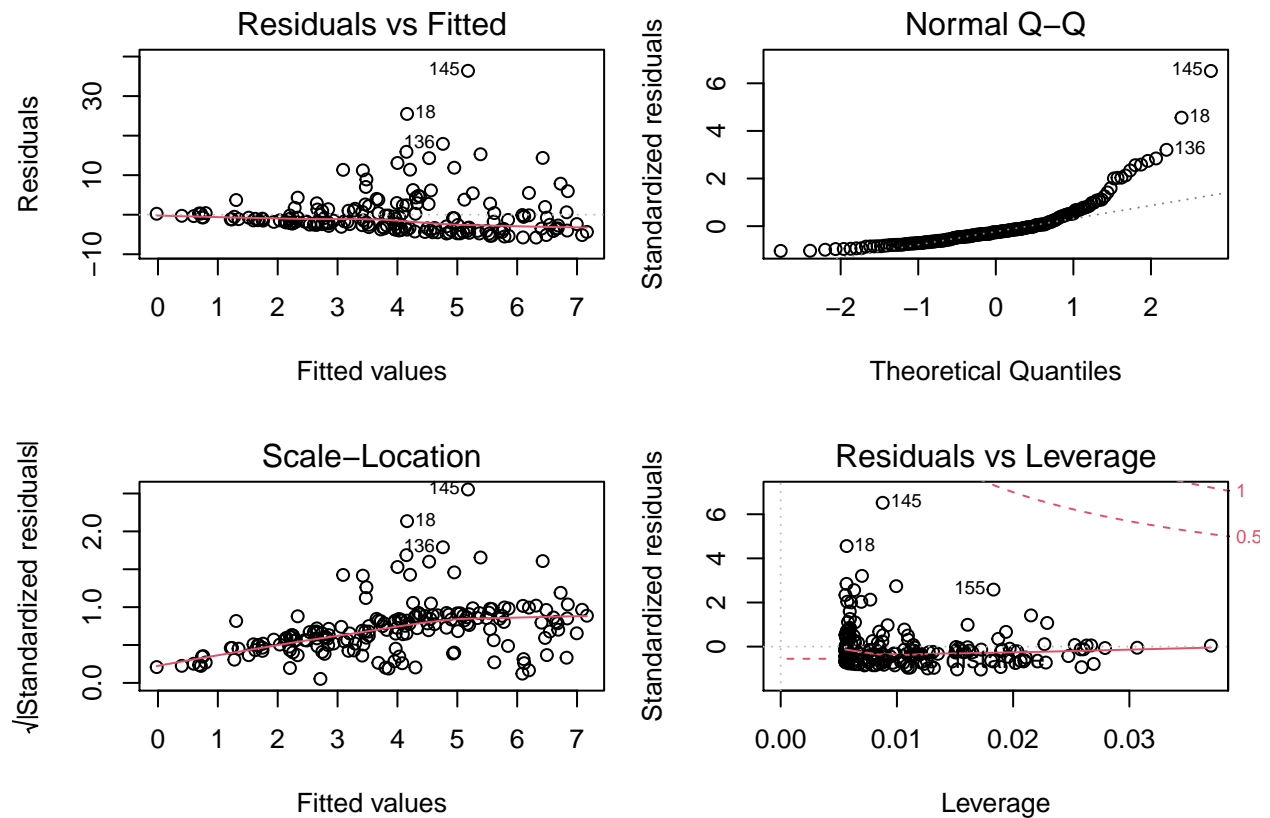 Residuals vs Fitted
Residuals
−10
10
30
0 1 2 3 4 5 6 7
Fitted values
145
18
136
Normal Q−Q
Standardized residuals
0
2
4
6
−2 −1 0 1 2
Theoretical Quantiles
145
18
136
Scale−Location
√|Standardized residuals|
0.0
1.0
2.0
0 1 2 3 4 5 6 7
Fitted values
145
18
136
Residuals vs Leverage
Standardized residuals
0
2
4
6
0.00 0.01 0.02 0.03
Leverage
145
18
155
1
0.5